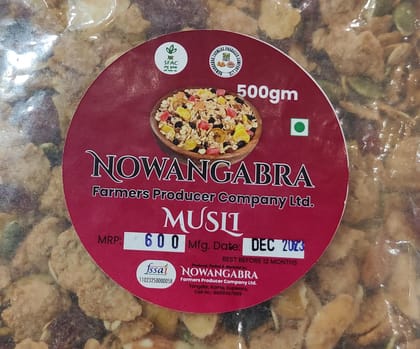 SFAC
500gm
NOWANGABRA
Farmers Producer Company Ltd.
MUSLI
MRP: 600 Mfg. Date: DEC 2023
BEST BEFORE 12 MONTHS
fssai
NOWANGABRA
Farmers Producer Company Ltd.